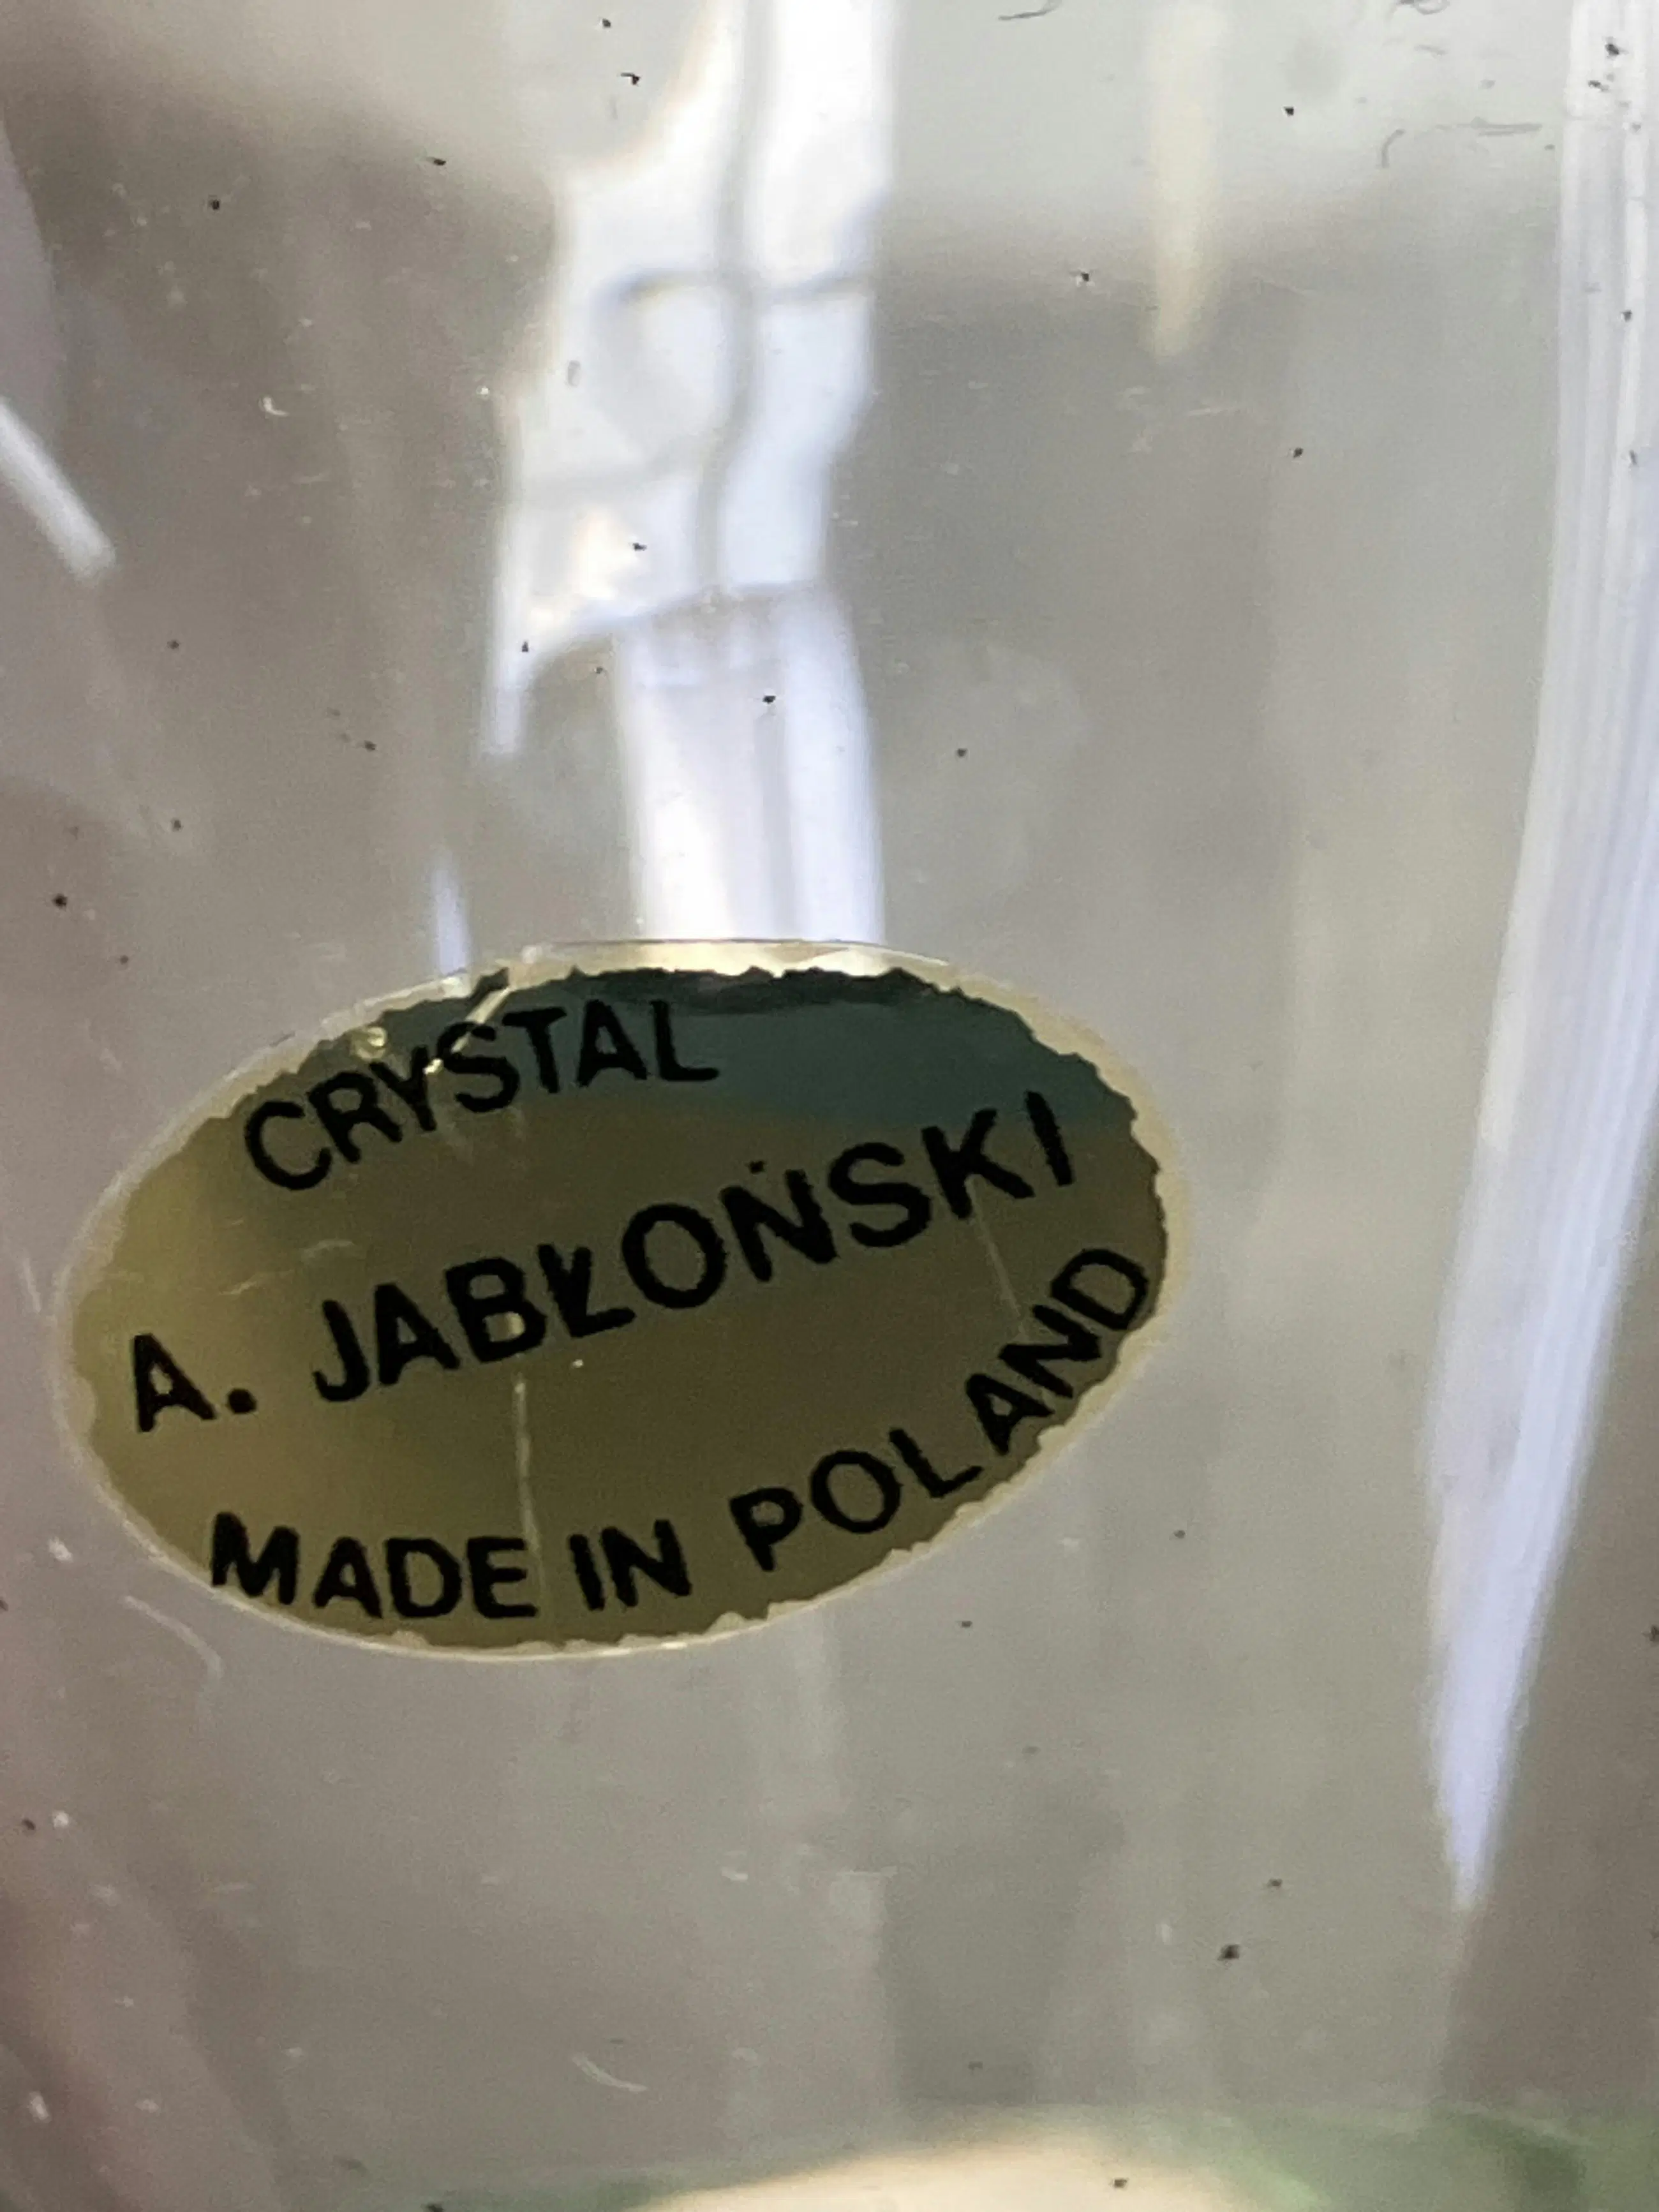 CRYSTAL
A. JABŁOŃSKI
MADE IN POLAND